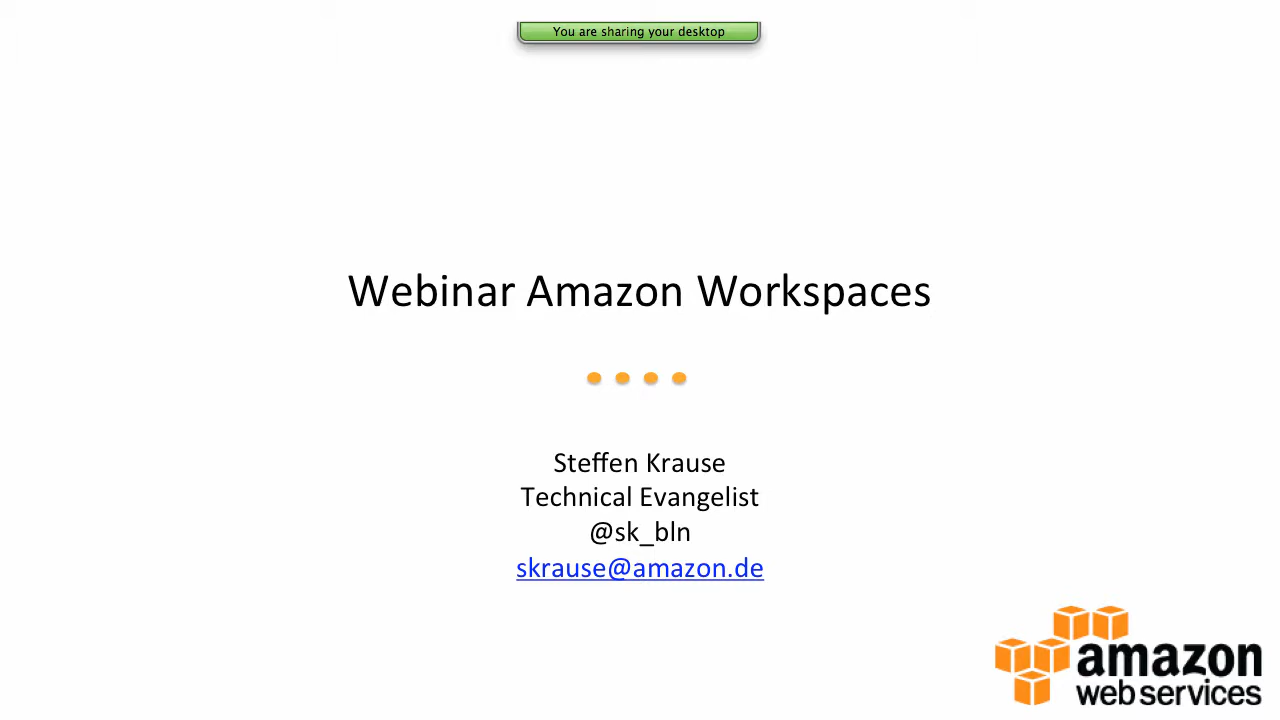 You are sharing your desktop
Webinar Amazon Workspaces
Steffen Krause
Technical Evangelist
@sk_bln
skrause@amazon.de
amazon
web services